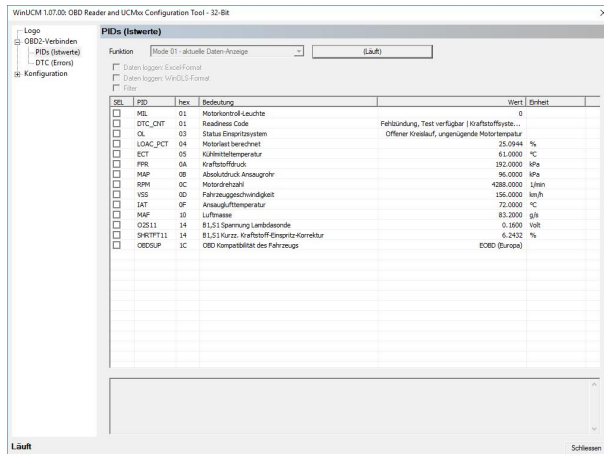 WinUCM 1.07.00: OBD Reader and UCMxx Configuration Tool - 32-Bit
Logo
OBD2-Verbinden
PIDs (Istwerte)
DTC (Errors)
Konfiguration
PIDs (Istwerte)
Funktion Mode 01 - aktuelle Daten-Anzeige (Läuft)
Daten loggen: Excel-Format
Daten loggen: WinDLS-Format
Filter
SEL PID hex Bedeutung Wert Einheit
MIL 01 Motorkontroll-Leuchte 0
DTC_CNT 01 Readiness Code Fehlzündung, Test verfügbar | Kraftstoffsyste...
OL 03 Status Einspritzsystem Offener Kreislauf, ungenügende Motortempatur
LOAC_PCT 04 Motorlast berechnet 25.0944 %
ECT 05 Kühlmitteltemperatur 61.0000 °C
FPR 0A Kraftstoffdruck 192.0000 kPa
MAP 0B Absolutdruck Ansaugrohr 96.0000 kPa
RPM 0C Motordrehzahl 4288.0000 1/min
VSS 0D Fahrzeuggeschwindigkeit 156.0000 km/h
IAT 0F Ansauglufttemperatur 72.0000 °C
MAF 10 Luftmasse 83.2000 g/s
O2S11 14 B1,S1 Spannung Lambdasonde 0.1600 Volt
SHRTFT11 14 B1,S1 Kurzz. Kraftstoff-Einspritz-Korrektur 6.2432 %
OBDSUP 1C OBD Kompatibilität des Fahrzeugs EOBD (Europa)
Läuft
Schliessen